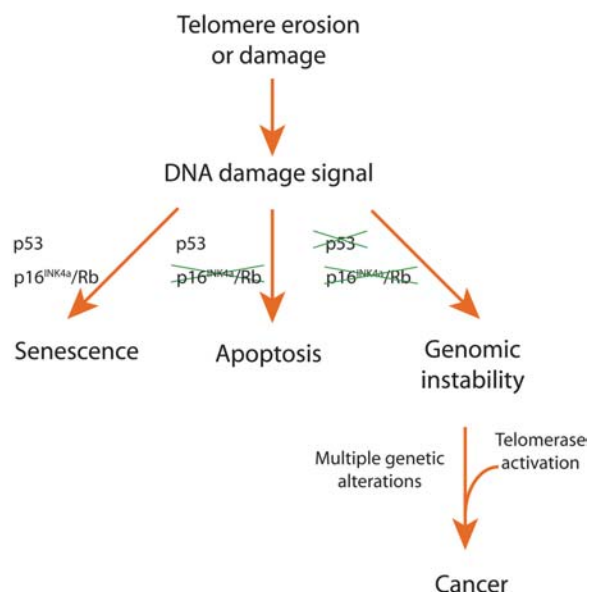 Telomere erosion
or damage
DNA damage signal
p53
p16INK4a/Rb
p53
p16INK4a/Rb
p53
p16INK4a/Rb
Senescence
Apoptosis
Genomic
instability
Multiple genetic
alterations
Telomerase
activation
Cancer